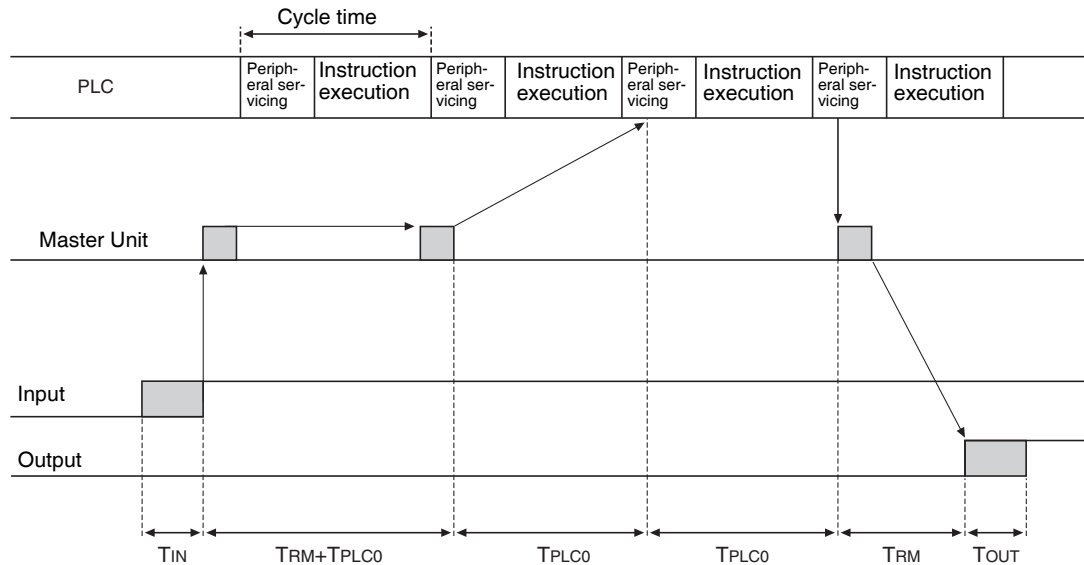 Cycle time
PLC
Periph-
eral ser-
vicing
Instruction
execution
Periph-
eral ser-
vicing
Instruction
execution
Periph-
eral ser-
vicing
Instruction
execution
Periph-
eral ser-
vicing
Instruction
execution
Master Unit
Input
Output
TIN
TRM+TPLC0
TPLC0
TPLC0
TRM
TOUT